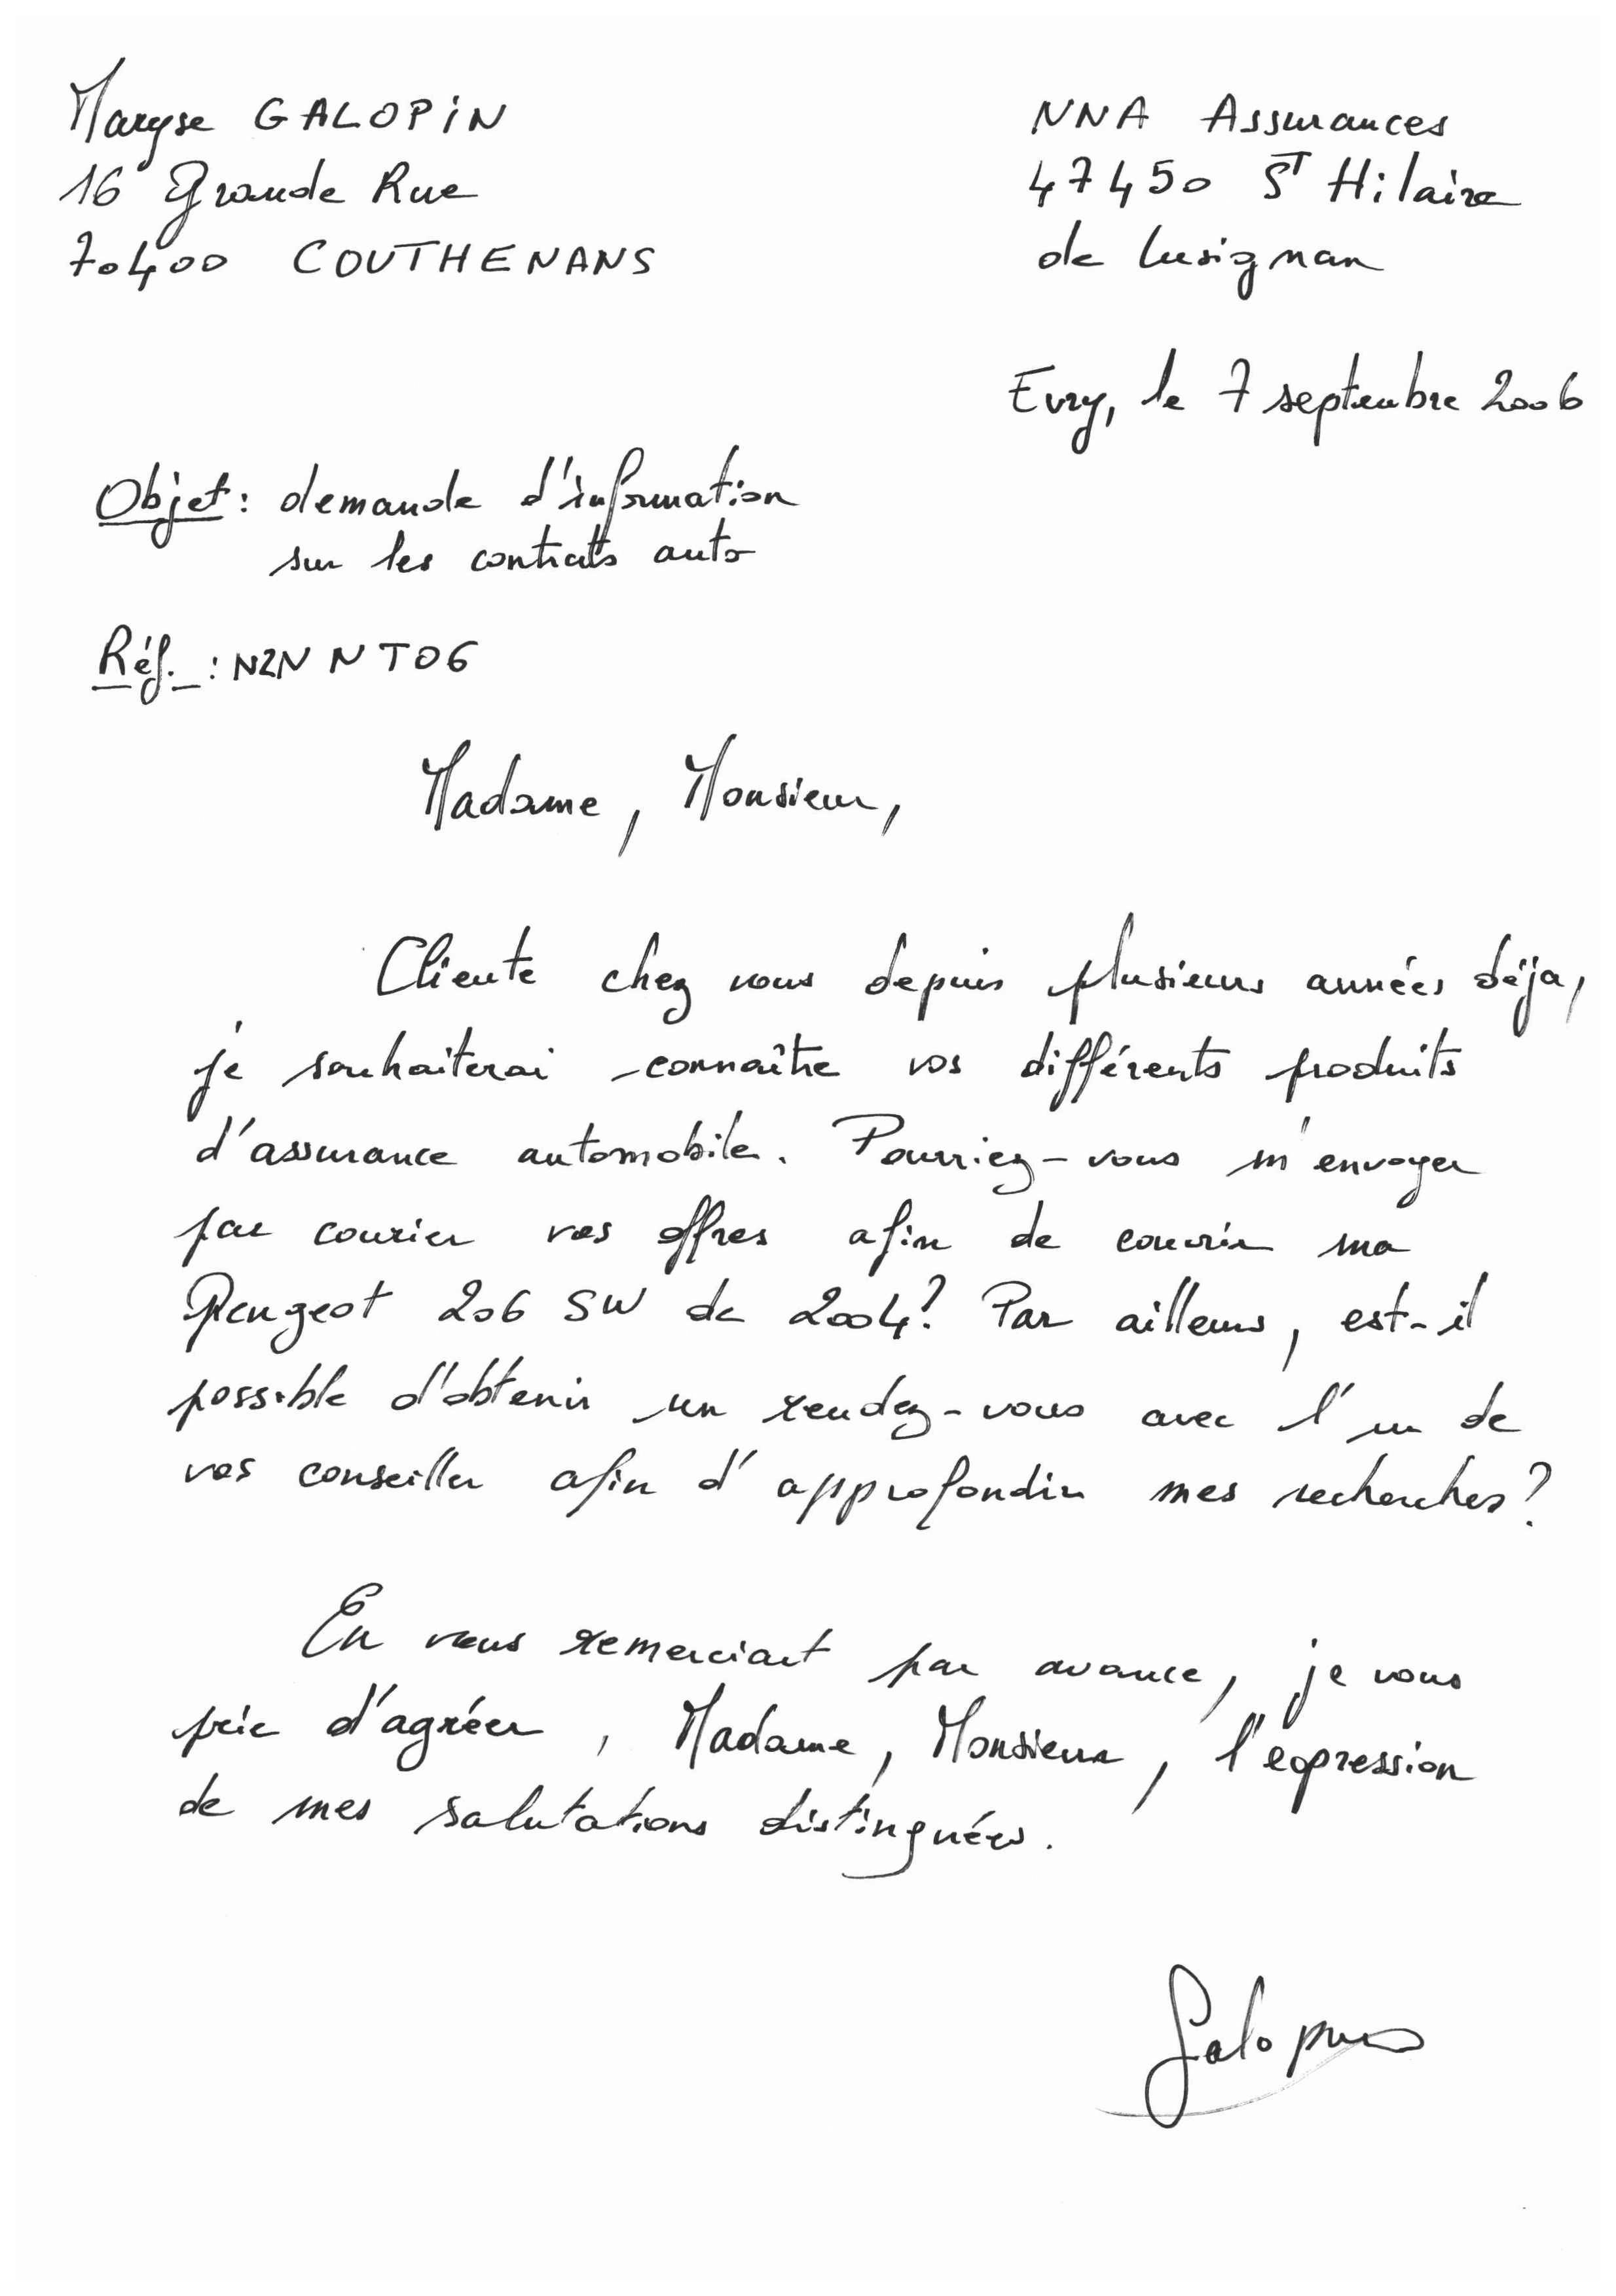 Maryse GALOPIN
16 Grande Rue
70400 COUTHENANS
NNA Assurances
47450 ST Hilaire
de Lusignan
Evry, le 7 septembre 2006
Objet : demande d'information
sur les contrats auto
Réf. : NZN NT06
Madame, Monsieur,
Cliente chez vous depuis plusieurs années déja,
je souhaiterai connaître vos différents produits
d'assurance automobile. Pourriez-vous m'envoyer
par courier vos offres afin de couvrir ma
Peugeot 206 SW de 2004? Par ailleurs, est-il
possible d'obtenir un rendez-vous avec l'un de
vos conseiller afin d'approfondir mes recherches?
En vous remerciant par avance, je vous
prie d'agréer, Madame, Monsieur, l'expression
de mes salutations distinguées.
Galopin